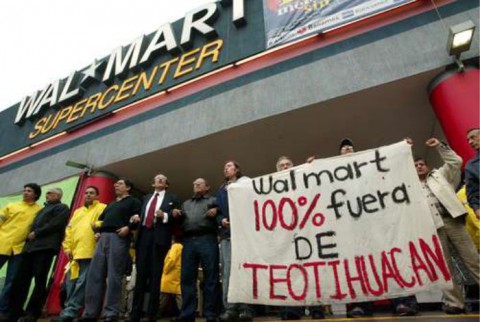 WAL★MART
SUPERCENTER
Walmart
100% fuera
DE
TEOTIHUACAN